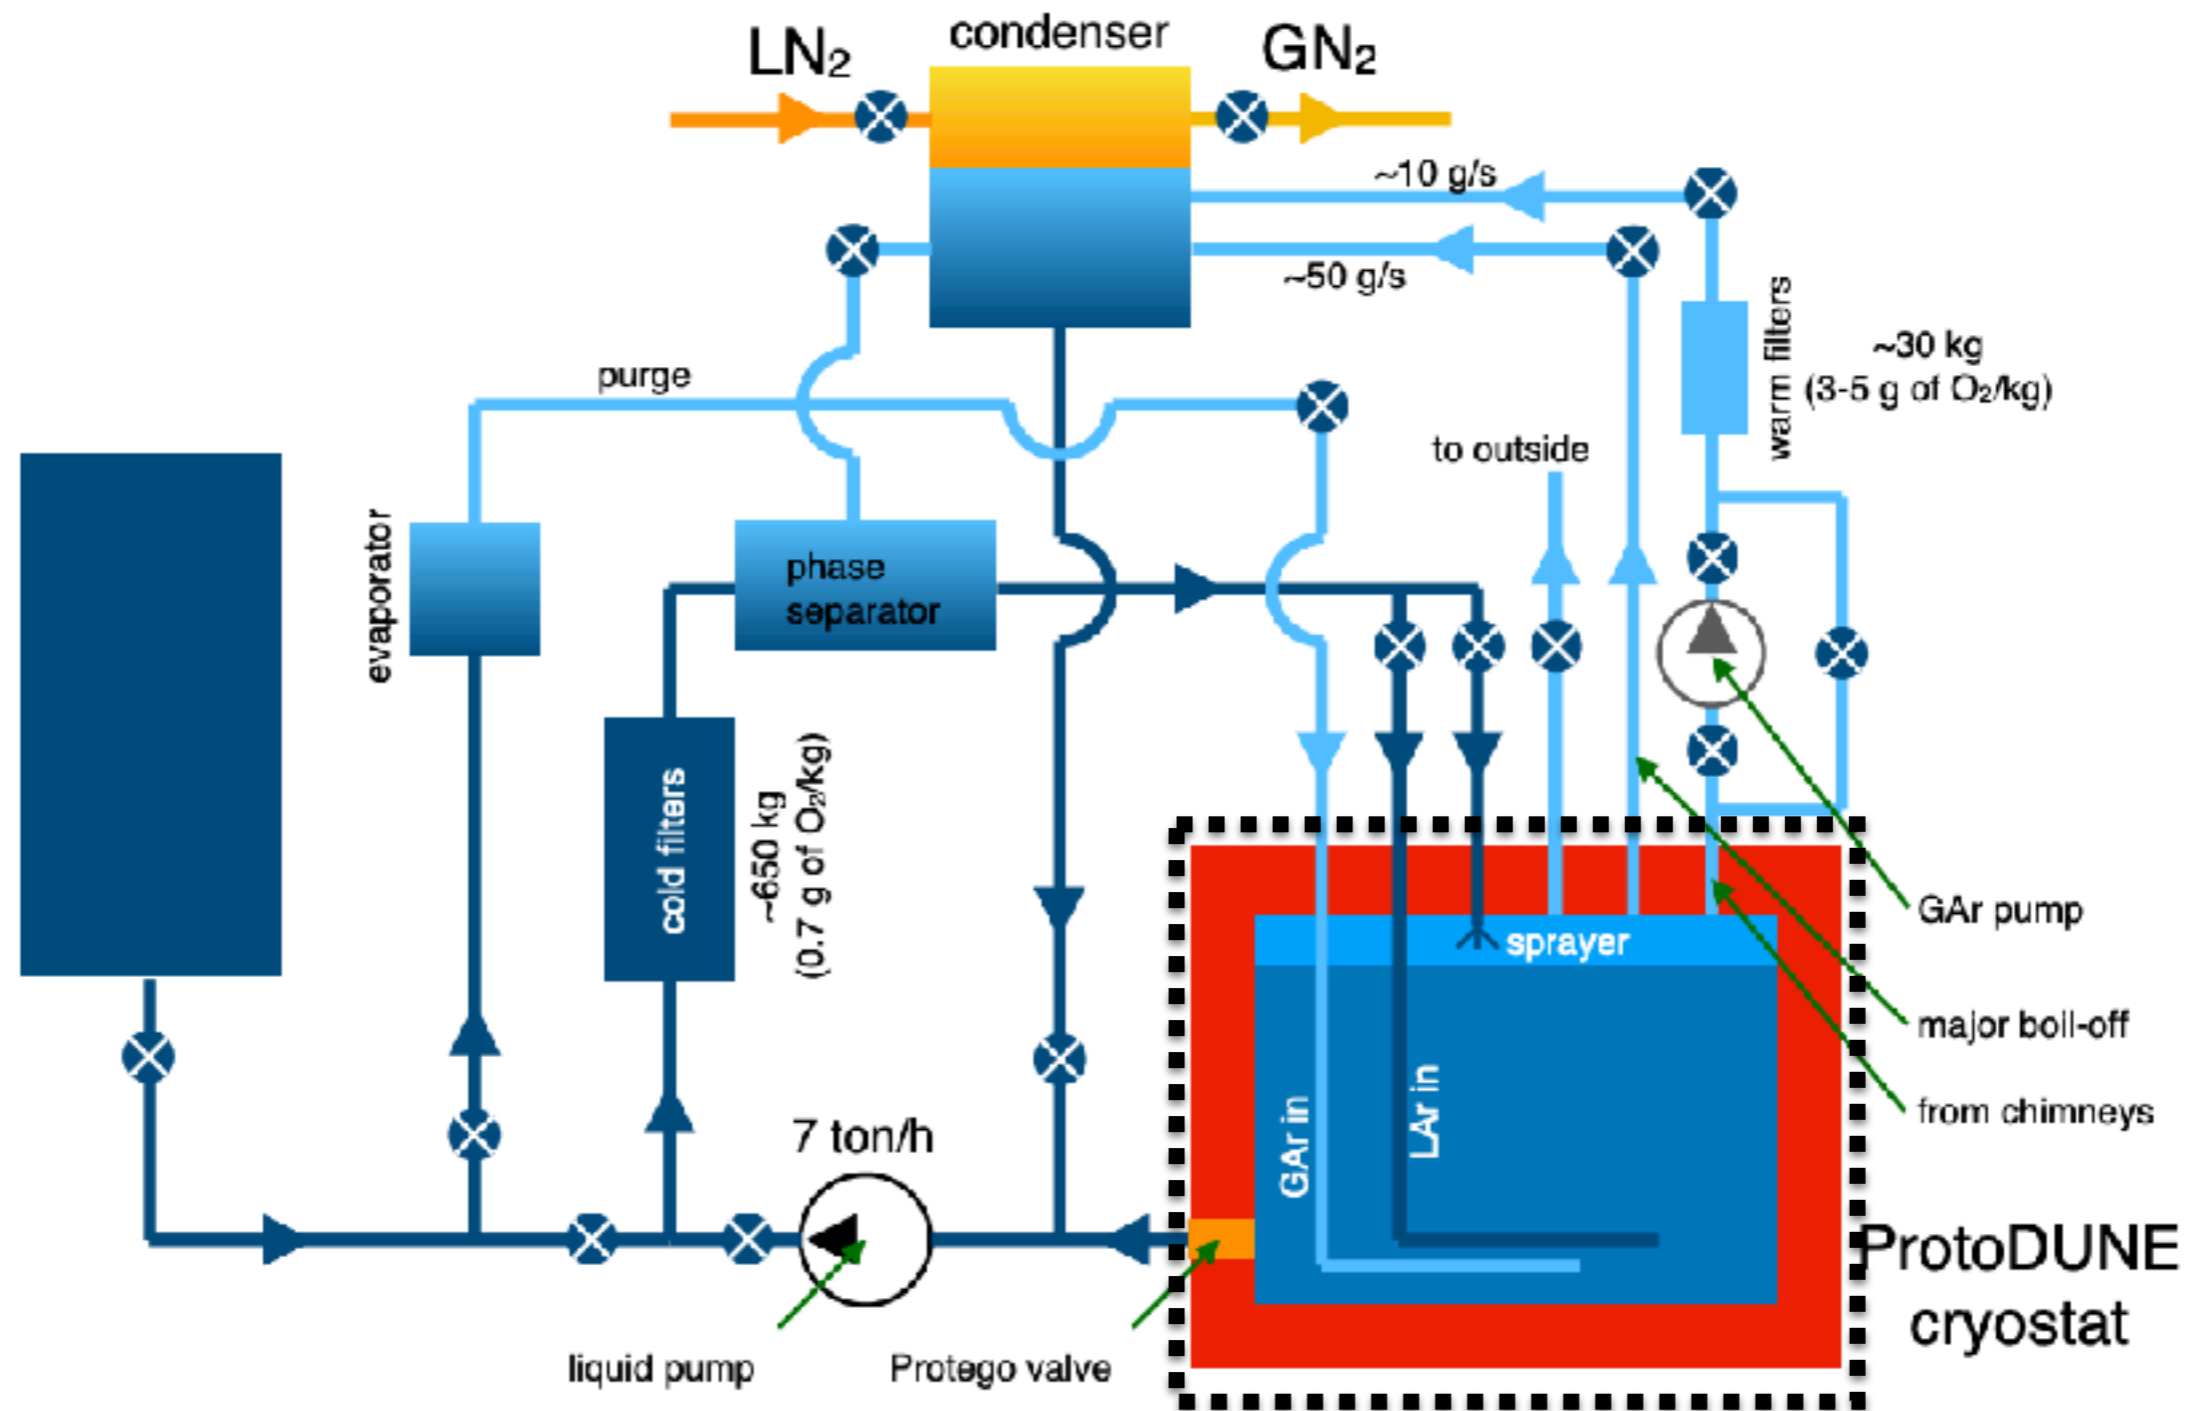 condenser
LN₂
GN₂
~10 g/s
~50 g/s
warm filters
~30 kg
(3-5 g of O₂/kg)
purge
to outside
evaporator
phase
separator
cold filters
~650 kg
(0.7 g of O₂/kg)
sprayer
GAr pump
major boil-off
from chimneys
GAr in
LAr in
7 ton/h
ProtoDUNE
cryostat
liquid pump
Protego valve